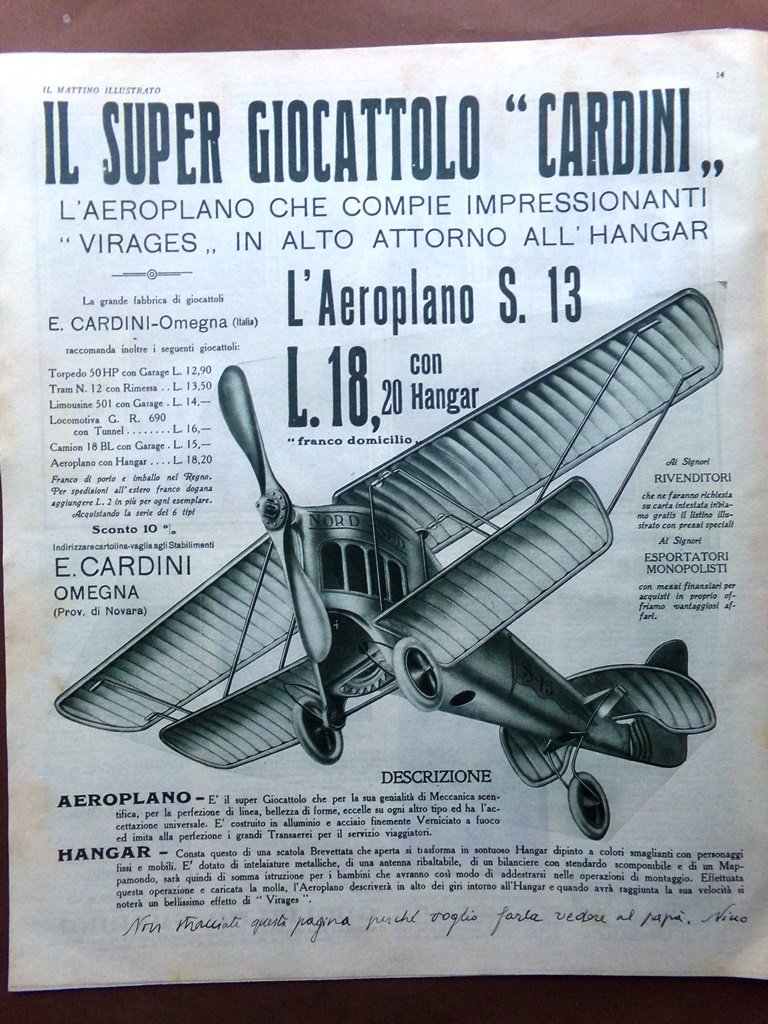 IL MATTINO ILLUSTRATO
14
IL SUPER GIOCATTOLO “CARDINI„
L'AEROPLANO CHE COMPIE IMPRESSIONANTI
“VIRAGES„ IN ALTO ATTORNO ALL'HANGAR
La grande fabbrica di giocattoli
E. CARDINI-Omegna (Italia)
raccomanda inoltre i seguenti giocattoli:
Torpedo 50 HP con Garage L. 12,90
Tram N. 12 con Rimessa .. L. 13,50
Limousine 501 con Garage . L. 14,—
Locomotiva G. R. 690
con Tunnel ........ L. 16,—
Camion 18 BL con Garage . L. 15,—
Aeroplano con Hangar .... L. 18,20
Franco di porto e imballo nel Regno.
Per spedizioni all'estero franco dogana
aggiungere L. 2 in più per ogni esemplare.
Acquistando la serie dei 6 tipi
Sconto 10 %
Indirizzare cartolina-vaglia agli Stabilimenti
E. CARDINI
OMEGNA
(Prov. di Novara)
L'Aeroplano S. 13
L. 18,20 con Hangar
“franco domicilio„
NORD SUD
4
S-13
Ai Signori
RIVENDITORI
che ne faranno richiesta
su carta intestata invia-
mo gratis il listino illu-
strato con prezzi speciali
Ai Signori
ESPORTATORI
MONOPOLISTI
con mezzi finanziari per
acquisti in proprio of-
friamo vantaggiosi af-
fari.
DESCRIZIONE
AEROPLANO — E' il super Giocattolo che per la sua genialità di Meccanica scen-
tifica, per la perfezione di linea, bellezza di forme, eccelle su ogni altro tipo ed ha l'ac-
cettazione universale. E' costruito in alluminio e acciaio finemente Verniciato a fuoco
ed imita alla perfezione i grandi Transaerei per il servizio viaggiatori.
HANGAR — Consta questo di una scatola Brevettata che aperta si trasforma in sontuoso Hangar dipinto a colori smaglianti con personaggi
fissi e mobili. E' dotato di intelaiature metalliche, di una antenna ribaltabile, di un bilanciere con stendardo scomponibile e di un Map-
pamondo, sarà quindi di somma istruzione per i bambini che avranno così modo di addestrarsi nelle operazioni di montaggio. Effettuata
questa operazione e caricata la molla, l'Aeroplano descriverà in alto dei giri intorno all'Hangar e quando avrà raggiunta la sua velocità si
noterà un bellissimo effetto di “Virages".
Non stracciate questa pagina perchè voglio farla vedere al papà. Nino